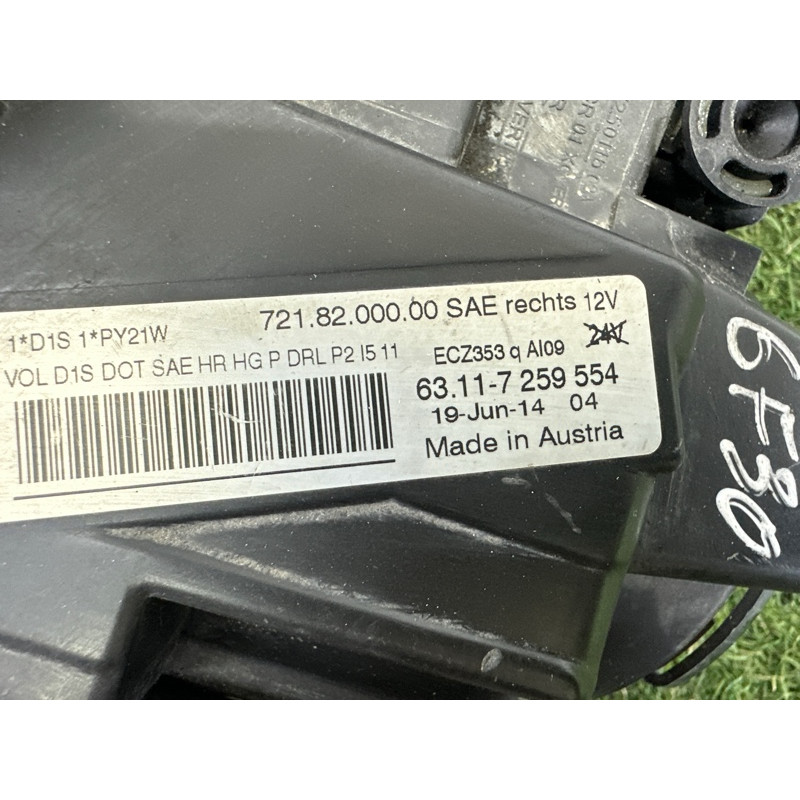 721.82.000.00 SAE rechts 12V
1*D1S 1*PY21W
24V
VOL D1S DOT SAE HR HG P DRL P2 I5 11
ECZ353 q AI09
63.11-7 259 554
19-Jun-14 04
Made in Austria